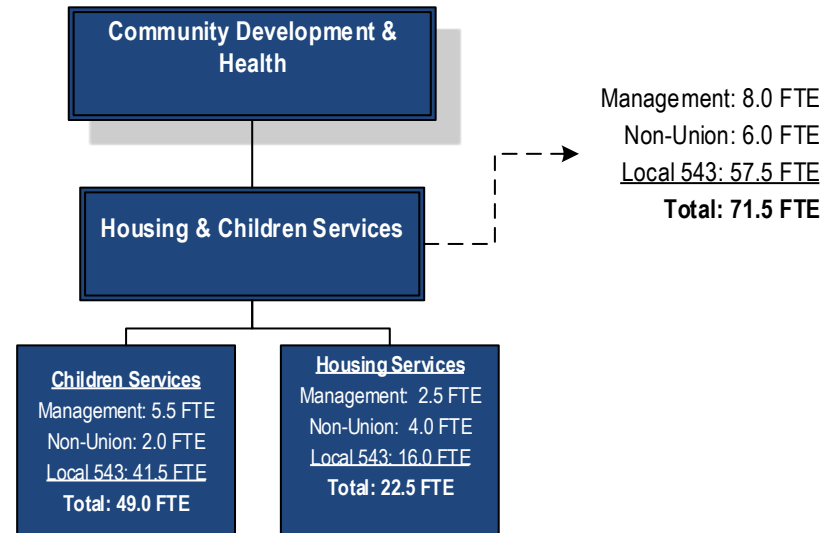 Community Development &
Health
Management: 8.0 FTE
Non-Union: 6.0 FTE
Local 543: 57.5 FTE
Total: 71.5 FTE
Housing & Children Services
Children Services
Management: 5.5 FTE
Non-Union: 2.0 FTE
Local 543: 41.5 FTE
Total: 49.0 FTE
Housing Services
Management: 2.5 FTE
Non-Union: 4.0 FTE
Local 543: 16.0 FTE
Total: 22.5 FTE